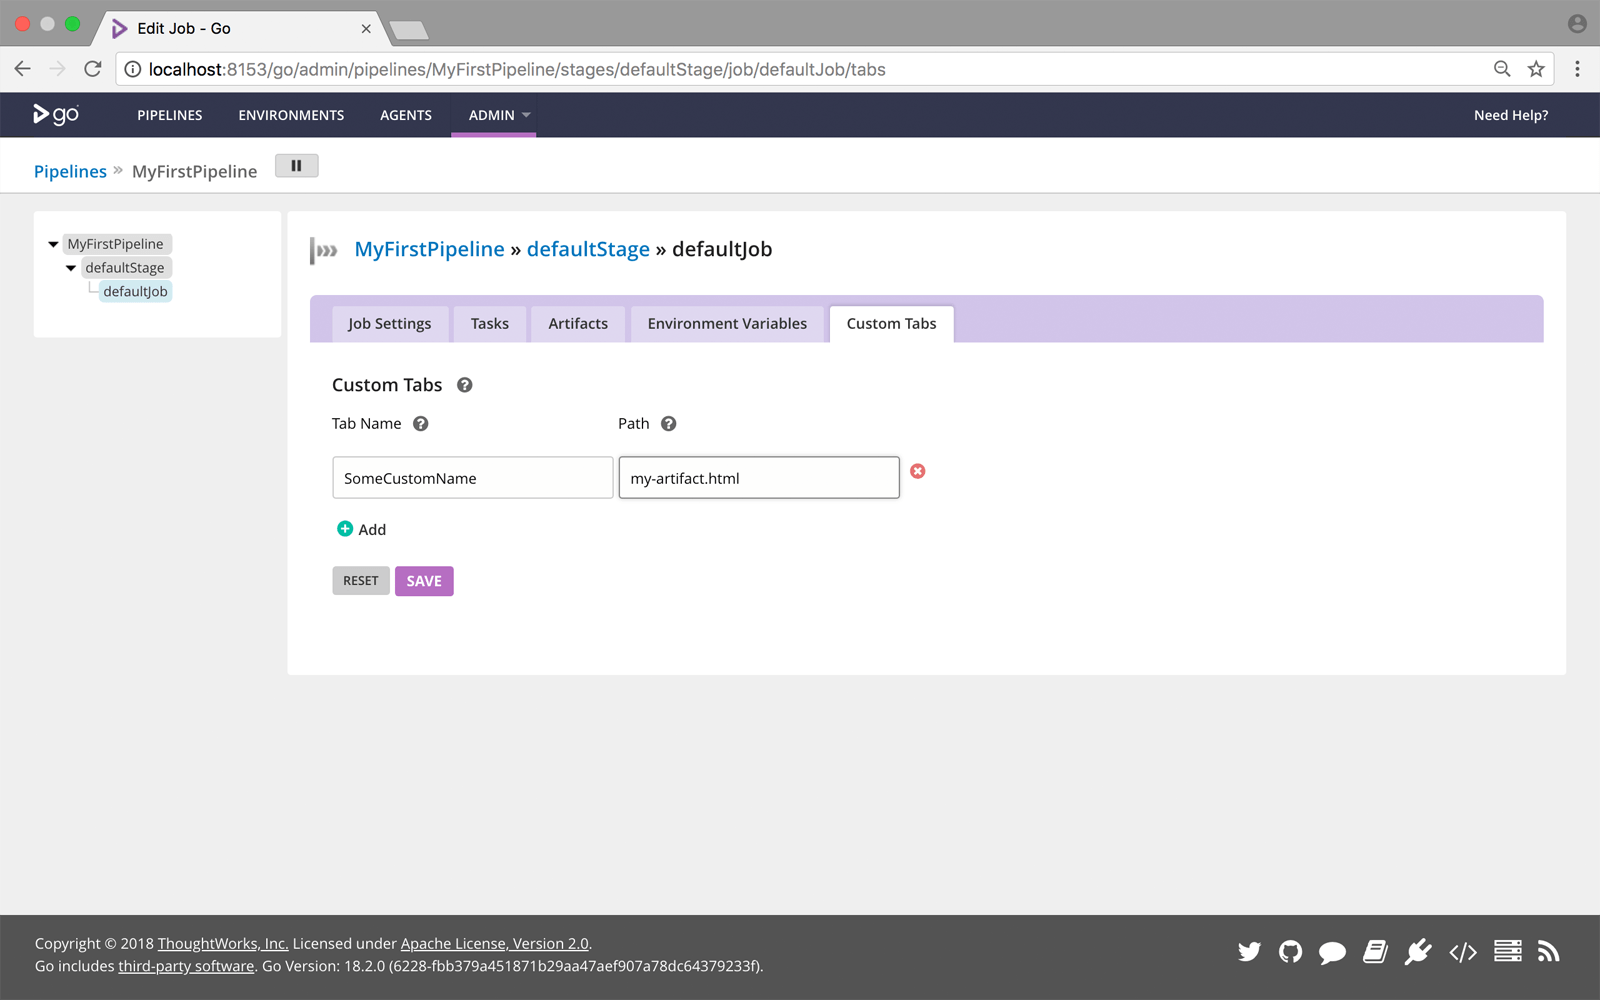 Edit Job - Go
localhost:8153/go/admin/pipelines/MyFirstPipeline/stages/defaultStage/job/defaultJob/tabs
go PIPELINES ENVIRONMENTS AGENTS ADMIN Need Help?
Pipelines » MyFirstPipeline
MyFirstPipeline
defaultStage
defaultJob
MyFirstPipeline » defaultStage » defaultJob
Job Settings Tasks Artifacts Environment Variables Custom Tabs
Custom Tabs ?
Tab Name ? Path ?
SomeCustomName my-artifact.html
Add
RESET SAVE
Copyright © 2018 ThoughtWorks, Inc. Licensed under Apache License, Version 2.0.
Go includes third-party software. Go Version: 18.2.0 (6228-fbb379a451871b29aa47aef907a78dc64379233f).